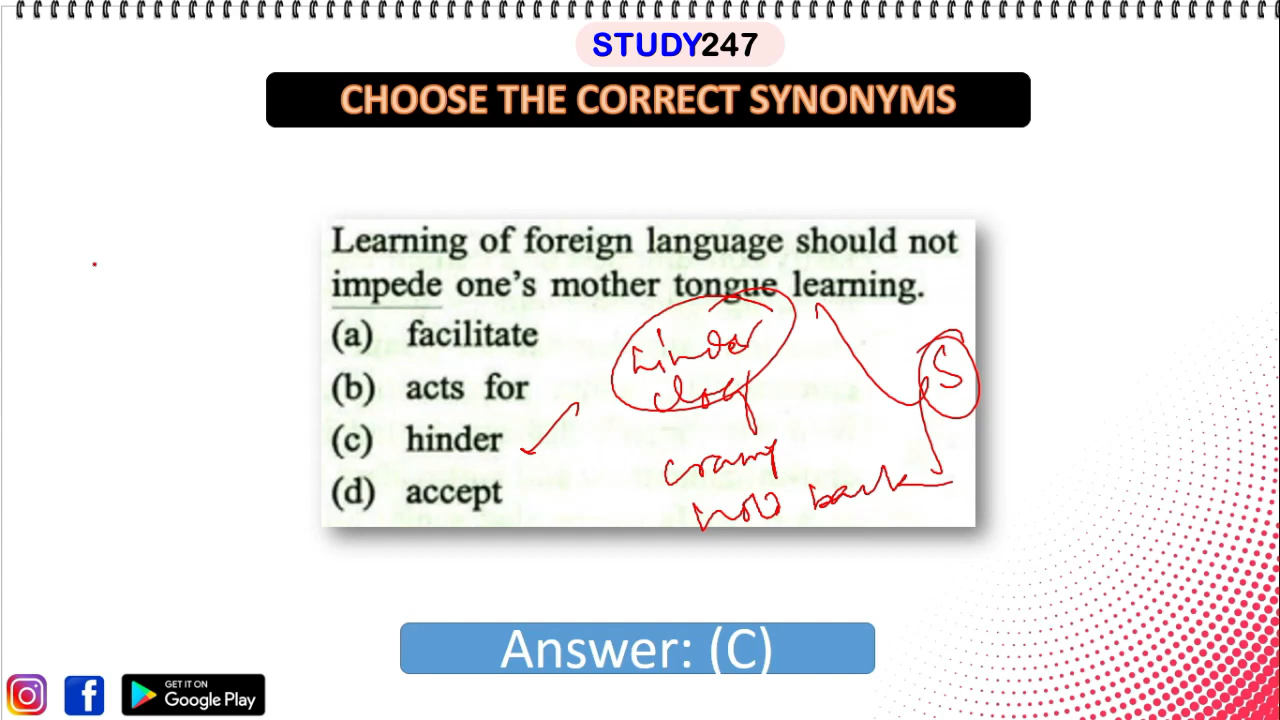 STUDY247
CHOOSE THE CORRECT SYNONYMS
Learning of foreign language should not
impede one's mother tongue learning.
(a) facilitate
(b) acts for
(c) hinder
(d) accept
hinder
clog
cramp
hold back
S
Answer: (C)
GET IT ON
Google Play